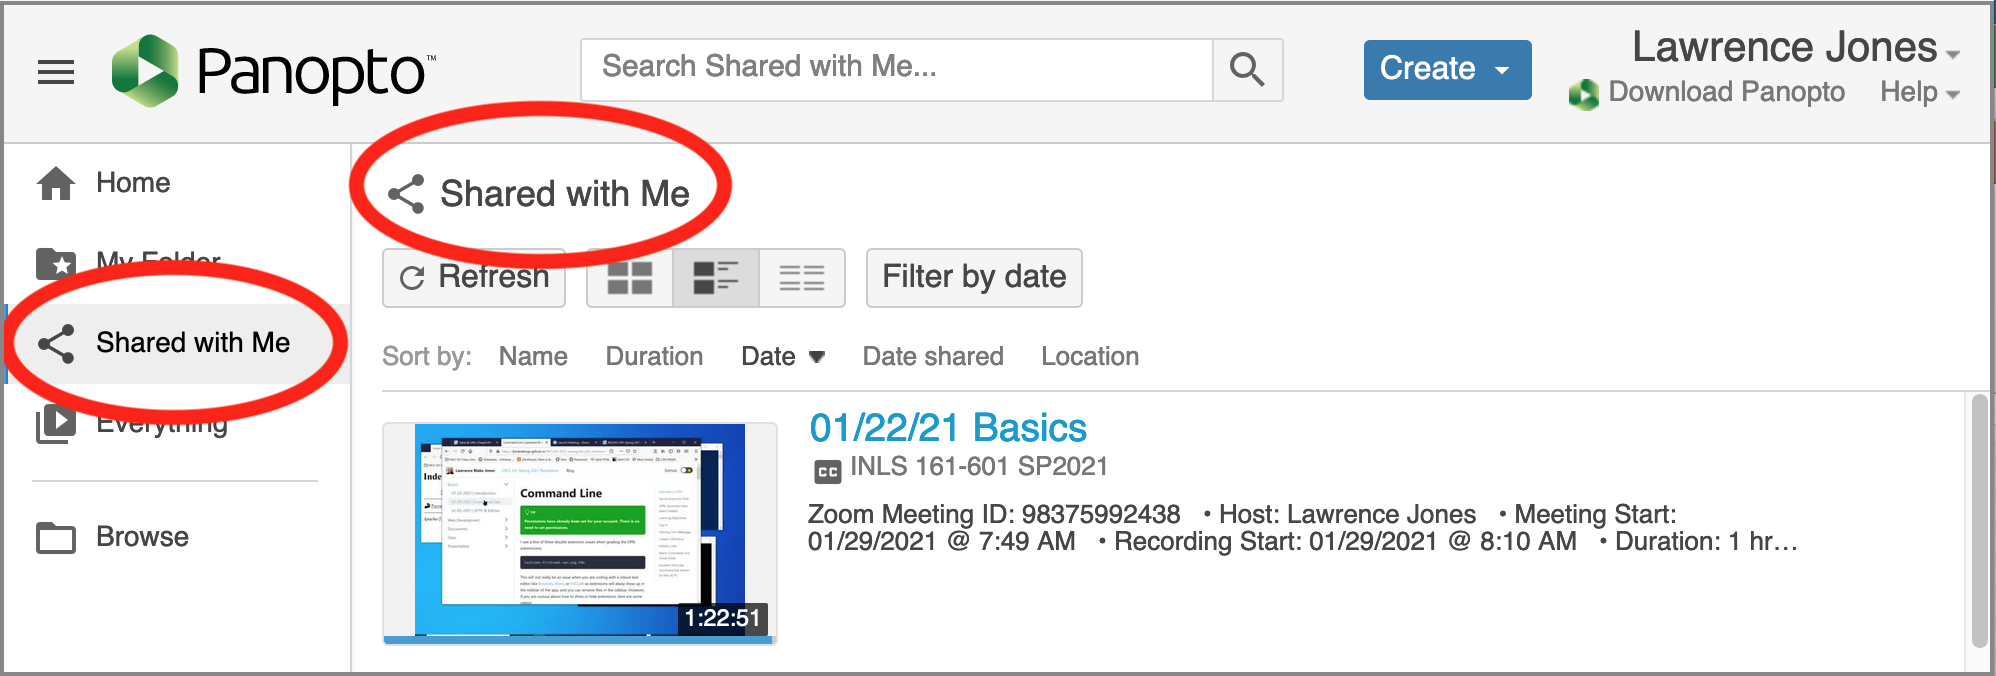 Panopto™
Search Shared with Me...
Create
Lawrence Jones
Download Panopto
Help
Home
My Folder
Shared with Me
Everything
Browse
Shared with Me
Refresh
Filter by date
Sort by: Name Duration Date Date shared Location
Command Line
1:22:51
01/22/21 Basics
CC INLS 161-601 SP2021
Zoom Meeting ID: 98375992438 • Host: Lawrence Jones • Meeting Start:
01/29/2021 @ 7:49 AM • Recording Start: 01/29/2021 @ 8:10 AM • Duration: 1 hr…